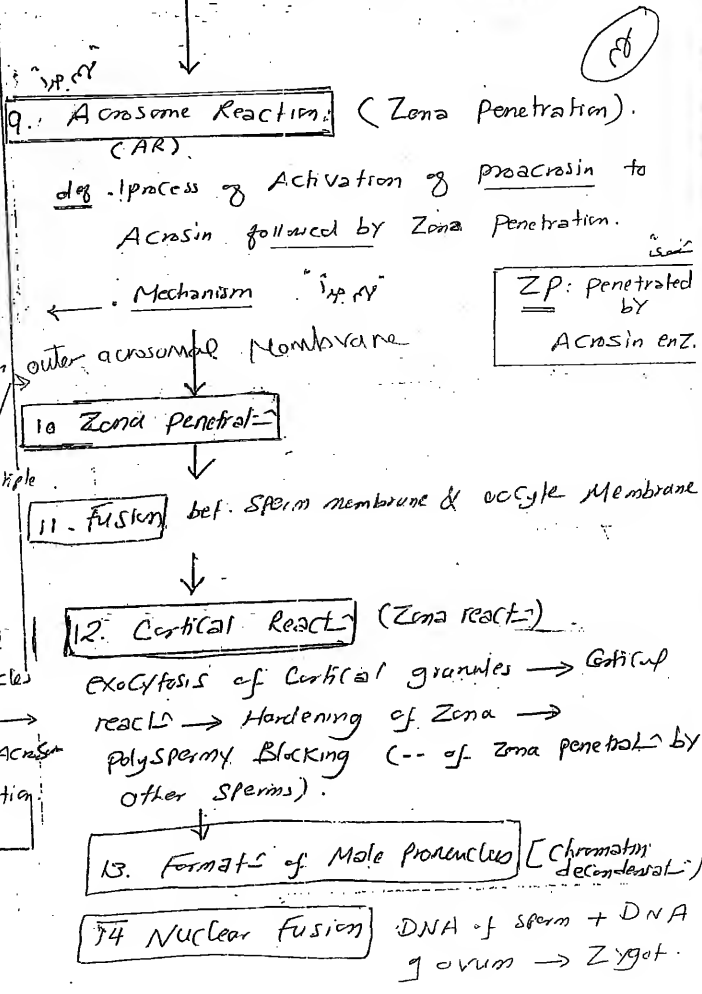 9. Acrosome Reaction. (Zona Penetration).
(AR).
def. process of Activation of proacrosin to
Acrosin followed by Zona Penetration.
. Mechanism
ZP: penetrated
by
Acrosin enz.
outer acrosomal Membrane
10 Zona Penetrat
tiple
11. Fusion bet. Sperm membrane & oocyte Membrane
12. Cortical React (Zona react)
cles
exocytosis of Cortical granules → Cortical
react → Hardening of Zona →
Acrosin
polyspermy Blocking (-- of Zona penetrat by
tion.
other sperms).
13. Format of Male Pronucleus [Chromatin
decondensat]
14 Nuclear Fusion DNA of sperm + DNA
of ovum → Zygot.